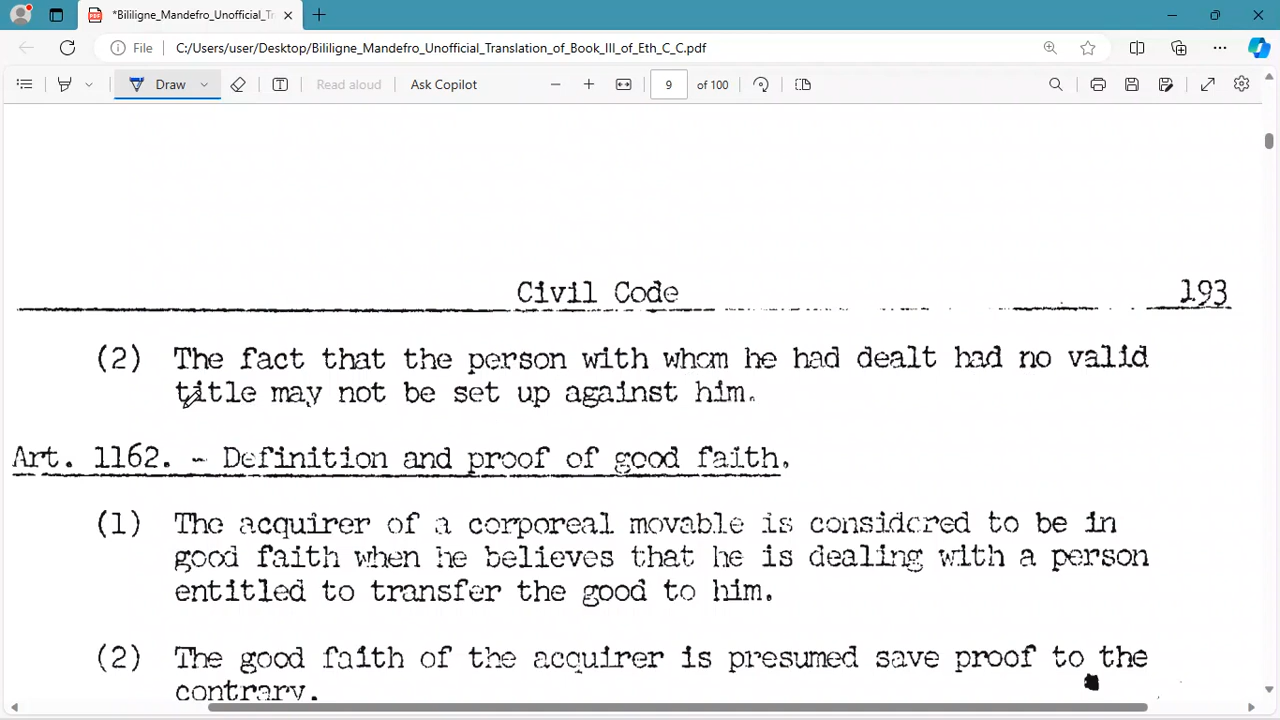 *Bililigne_Mandefro_Unofficial_Tr
File C:/Users/user/Desktop/Bililigne_Mandefro_Unofficial_Translation_of_Book_III_of_Eth_C_C.pdf
Draw Read aloud Ask Copilot 9 of 100
Civil Code 193
(2) The fact that the person with whom he had dealt had no valid
title may not be set up against him.
Art. 1162. - Definition and proof of good faith.
(1) The acquirer of a corporeal movable is considered to be in
good faith when he believes that he is dealing with a person
entitled to transfer the good to him.
(2) The good faith of the acquirer is presumed save proof to the
contrary.